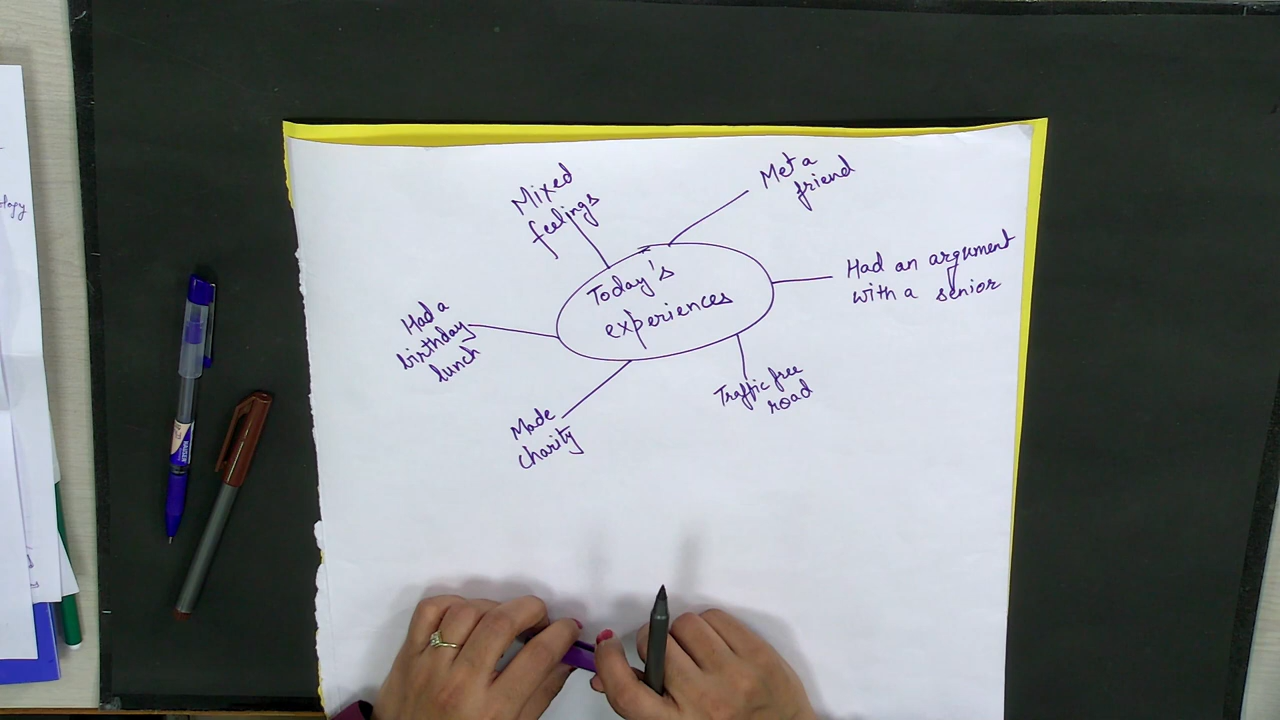 Mixed
feelings
Met a
friend
Had an argument
with a senior
Today's
experiences
Had a
birthday
lunch
Traffic free
road
Made
charity